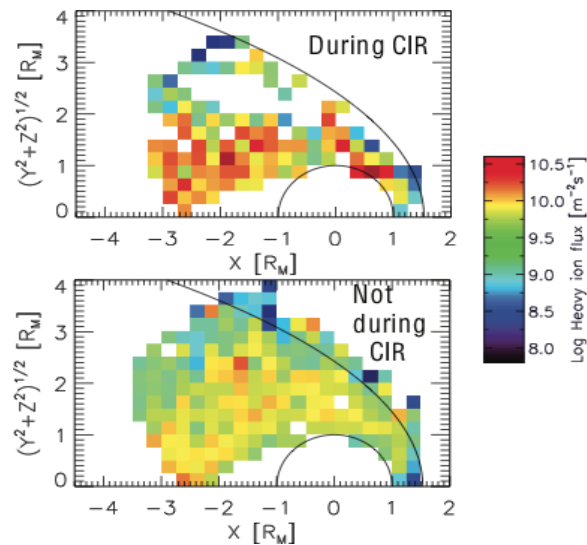 During CIR
(Y²+Z²)^1/2 [R_M]
4
3
2
1
0
−4 −3 −2 −1 0 1 2
X [R_M]
Not
during
CIR
(Y²+Z²)^1/2 [R_M]
4
3
2
1
0
−4 −3 −2 −1 0 1 2
X [R_M]
10.5
10.0
9.5
9.0
8.5
8.0
Log Heavy ion flux [m⁻²s⁻¹]